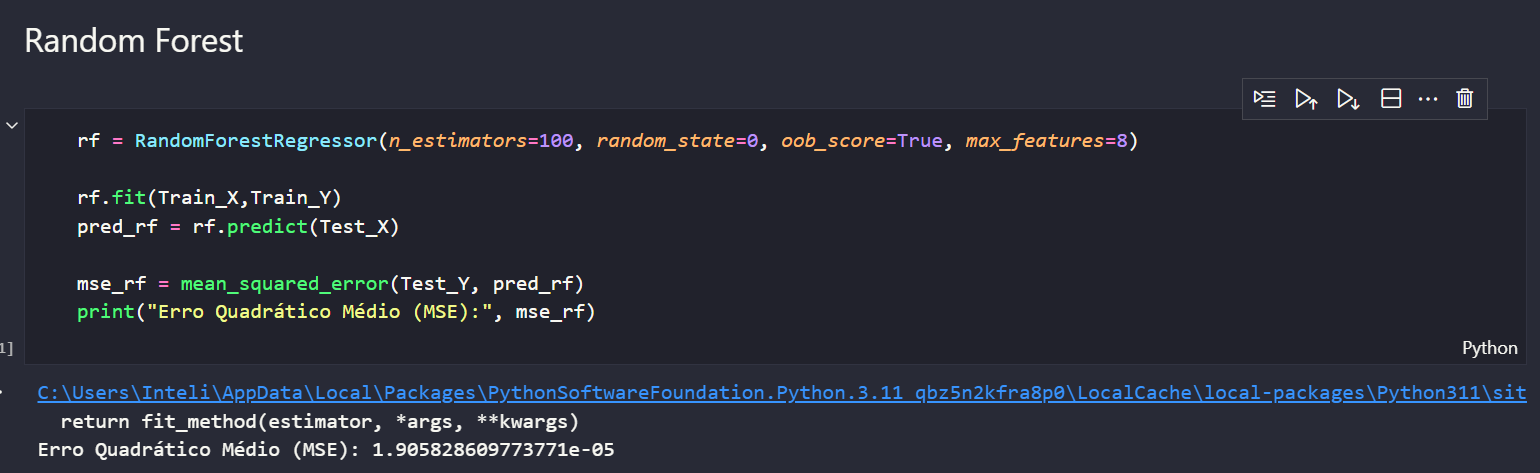 Random Forest
rf = RandomForestRegressor(n_estimators=100, random_state=0, oob_score=True, max_features=8)
rf.fit(Train_X,Train_Y)
pred_rf = rf.predict(Test_X)
mse_rf = mean_squared_error(Test_Y, pred_rf)
print("Erro Quadrático Médio (MSE):", mse_rf)
1]
Python
C:\Users\Inteli\AppData\Local\Packages\PythonSoftwareFoundation.Python.3.11_qbz5n2kfra8p0\LocalCache\local-packages\Python311\sit
return fit_method(estimator, *args, **kwargs)
Erro Quadrático Médio (MSE): 1.905828609773771e-05